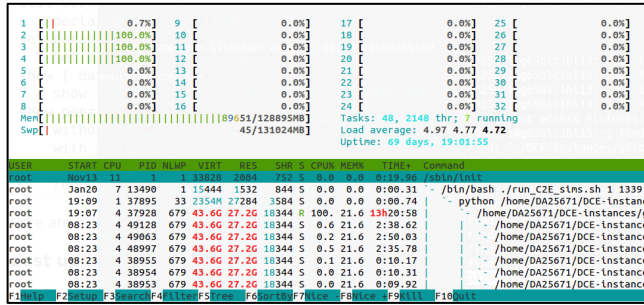 1 [|| 0.7%] 9 [ 0.0%] 17 [ 0.0%] 25 [ 0.0%]
2 [||||||||||||100.0%] 10 [ 0.0%] 18 [ 0.0%] 26 [ 0.0%]
3 [||||||||||||100.0%] 11 [ 0.0%] 19 [ 0.0%] 27 [ 0.0%]
4 [||||||||||||100.0%] 12 [ 0.0%] 20 [ 0.0%] 28 [ 0.0%]
5 [ 0.0%] 13 [ 0.0%] 21 [ 0.0%] 29 [ 0.0%]
6 [ 0.0%] 14 [ 0.0%] 22 [ 0.0%] 30 [ 0.0%]
7 [ 0.0%] 15 [ 0.0%] 23 [ 0.0%] 31 [ 0.0%]
8 [ 0.0%] 16 [ 0.0%] 24 [ 0.0%] 32 [ 0.0%]
Mem[|||||||||||||||||||||||||||||89651/128895MB] Tasks: 48, 2148 thr; 7 running
Swp[| 45/131024MB] Load average: 4.97 4.77 4.72
Uptime: 69 days, 19:01:55
USER START CPU PID NLWP VIRT RES SHR S CPU% MEM% TIME+ Command
root Nov13 11 1 1 33828 2004 752 S 0.0 0.0 0:19.96 /sbin/init
root Jan20 7 13490 1 15444 1532 844 S 0.0 0.0 0:00.31 `- /bin/bash ./run_C2E_sims.sh 1 1339
root 19:09 1 37895 33 2354M 27284 3584 S 0.0 0.0 0:00.74 | `- python /home/DA25671/DCE-instance
root 19:07 4 37928 679 43.6G 27.2G 18344 R 100. 21.6 13h20:58 | `- /home/DA25671/DCE-instances/g
root 08:23 4 49128 679 43.6G 27.2G 18344 S 0.6 21.6 2:38.62 | | `- /home/DA25671/DCE-instanc
root 08:23 4 49063 679 43.6G 27.2G 18344 S 0.2 21.6 2:50.03 | | `- /home/DA25671/DCE-instanc
root 08:23 4 48997 679 43.6G 27.2G 18344 S 0.5 21.6 2:35.78 | | `- /home/DA25671/DCE-instanc
root 08:23 4 38955 679 43.6G 27.2G 18344 S 0.1 21.6 0:10.17 | | `- /home/DA25671/DCE-instanc
root 08:23 4 38954 679 43.6G 27.2G 18344 S 0.0 21.6 0:10.31 | | `- /home/DA25671/DCE-instanc
root 08:23 4 38953 679 43.6G 27.2G 18344 S 0.0 21.6 0:09.92 | | `- /home/DA25671/DCE-instanc
F1Help F2Setup F3SearchF4FilterF5Tree F6SortByF7Nice -F8Nice +F9Kill F10Quit